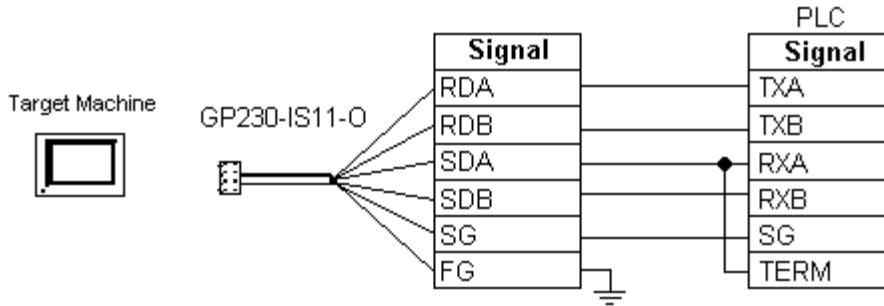 PLC
Signal
Signal
RDA
TXA
Target Machine
GP230-IS11-O
RDB
TXB
SDA
RXA
SDB
RXB
SG
SG
FG
TERM